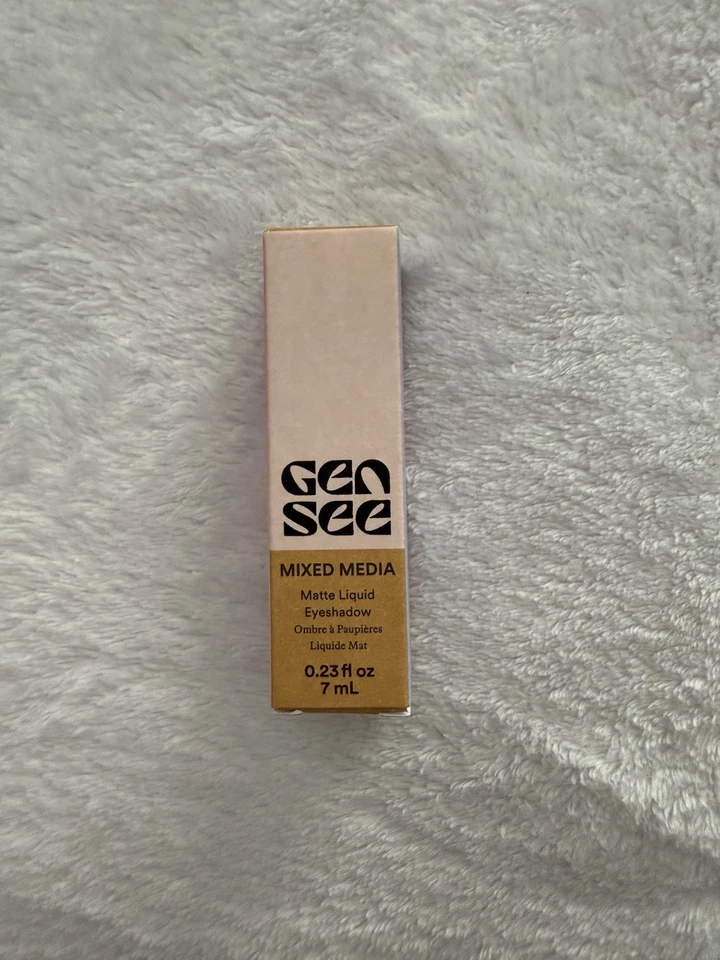 Gen
See
MIXED MEDIA
Matte Liquid
Eyeshadow
Ombre à Paupières
Liquide Mat
0.23 fl oz
7 mL